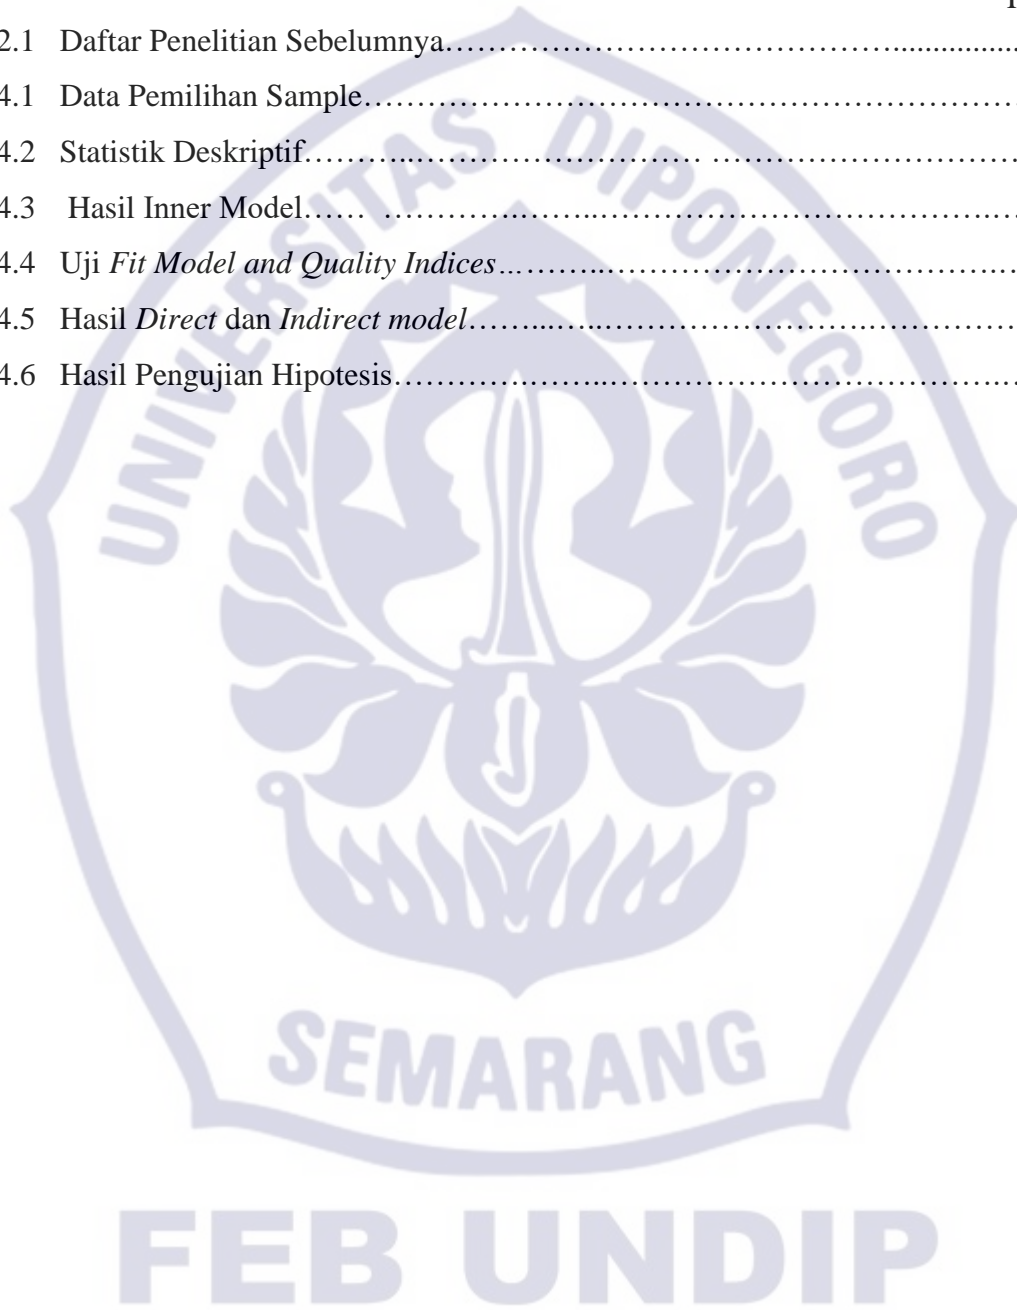 2.1 Daftar Penelitian Sebelumnya……………………………………...................
4.1 Data Pemilihan Sample………………………………………………………
4.2 Statistik Deskriptif………...……………………… ………………………….
4.3 Hasil Inner Model…… …………….……..…………………………………….…
4.4 Uji Fit Model and Quality Indices………..…………………………………….…
4.5 Hasil Direct dan Indirect model……...…..………………………….……………
4.6 Hasil Pengujian Hipotesis………….……..…………………………………….…
UNIVERSITAS DIPONEGORO
SEMARANG
FEB UNDIP